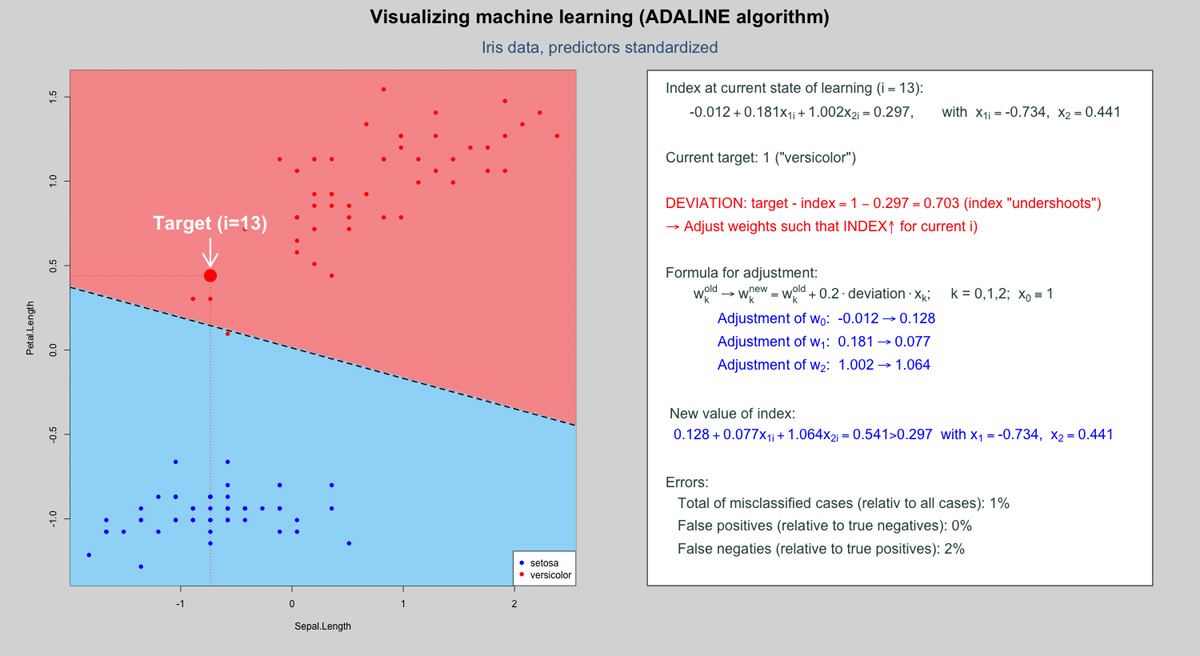 Visualizing machine learning (ADALINE algorithm)
Iris data, predictors standardized
Petal.Length
1.5
1.0
0.5
0.0
-0.5
-1.0
Target (i=13)
setosa
versicolor
-1
0
1
2
Sepal.Length
Index at current state of learning (i = 13):
-0.012 + 0.181x₁ᵢ + 1.002x₂ᵢ = 0.297, with x₁ᵢ = -0.734, x₂ = 0.441
Current target: 1 ("versicolor")
DEVIATION: target - index = 1 − 0.297 = 0.703 (index "undershoots")
→ Adjust weights such that INDEX↑ for current i)
Formula for adjustment:
wₖᵒˡᵈ → wₖⁿᵉʷ = wₖᵒˡᵈ + 0.2 · deviation · xₖ; k = 0,1,2; x₀ ≡ 1
Adjustment of w₀: -0.012 → 0.128
Adjustment of w₁: 0.181 → 0.077
Adjustment of w₂: 1.002 → 1.064
New value of index:
0.128 + 0.077x₁ᵢ + 1.064x₂ᵢ = 0.541>0.297 with x₁ = -0.734, x₂ = 0.441
Errors:
Total of misclassified cases (relativ to all cases): 1%
False positives (relative to true negatives): 0%
False negaties (relative to true positives): 2%